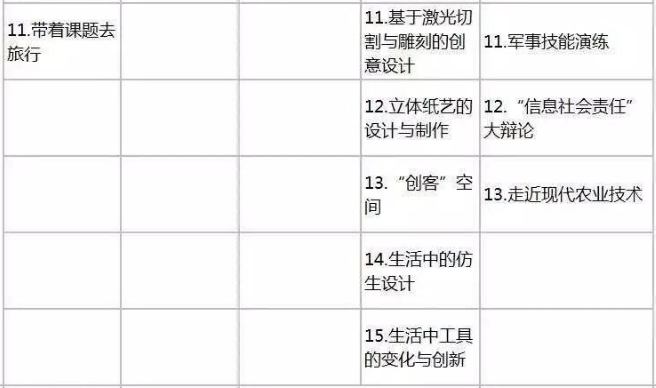 11.带着课题去
旅行
11.基于激光切
割与雕刻的创
意设计
11.军事技能演练
12.立体纸艺的
设计与制作
12.“信息社会责任”
大辩论
13.“创客”空
间
13.走近现代农业技术
14.生活中的仿
生设计
15.生活中工具
的变化与创新